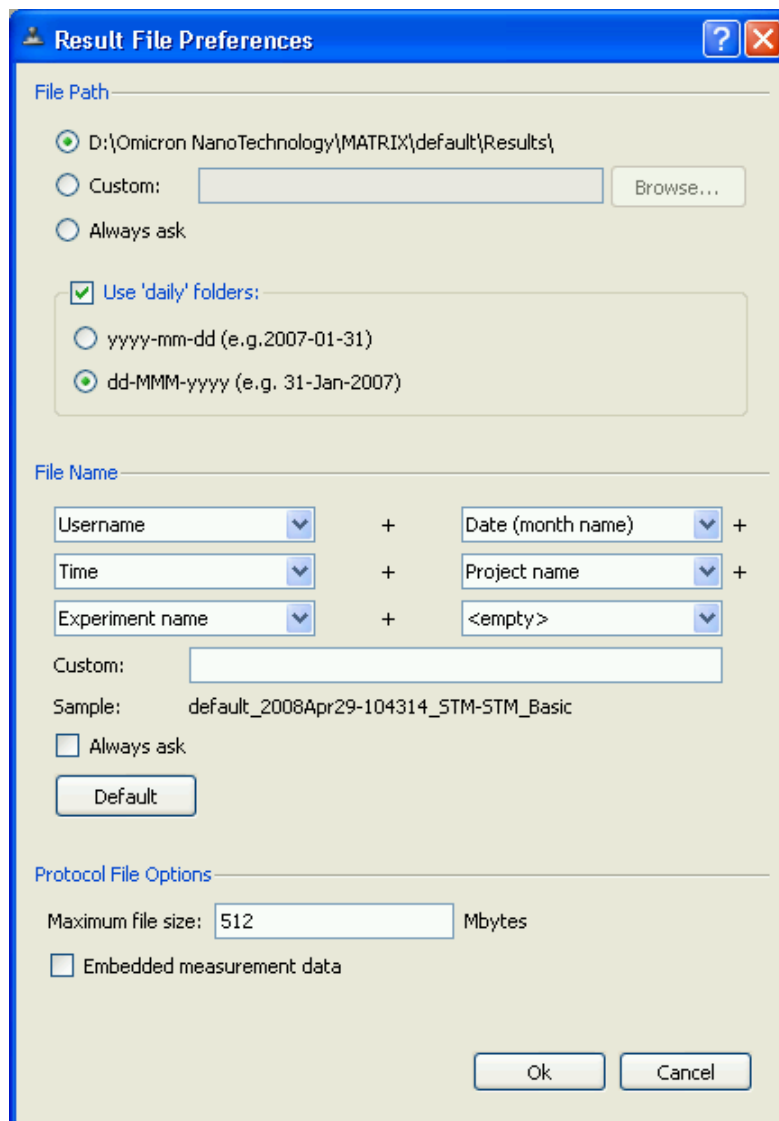 Result File Preferences
File Path
D:\Omicron NanoTechnology\MATRIX\default\Results\
Custom: Browse...
Always ask
Use 'daily' folders:
yyyy-mm-dd (e.g.2007-01-31)
dd-MMM-yyyy (e.g. 31-Jan-2007)
File Name
Username + Date (month name) +
Time + Project name +
Experiment name + <empty>
Custom:
Sample: default_2008Apr29-104314_STM-STM_Basic
Always ask
Default
Protocol File Options
Maximum file size: 512 Mbytes
Embedded measurement data
Ok Cancel